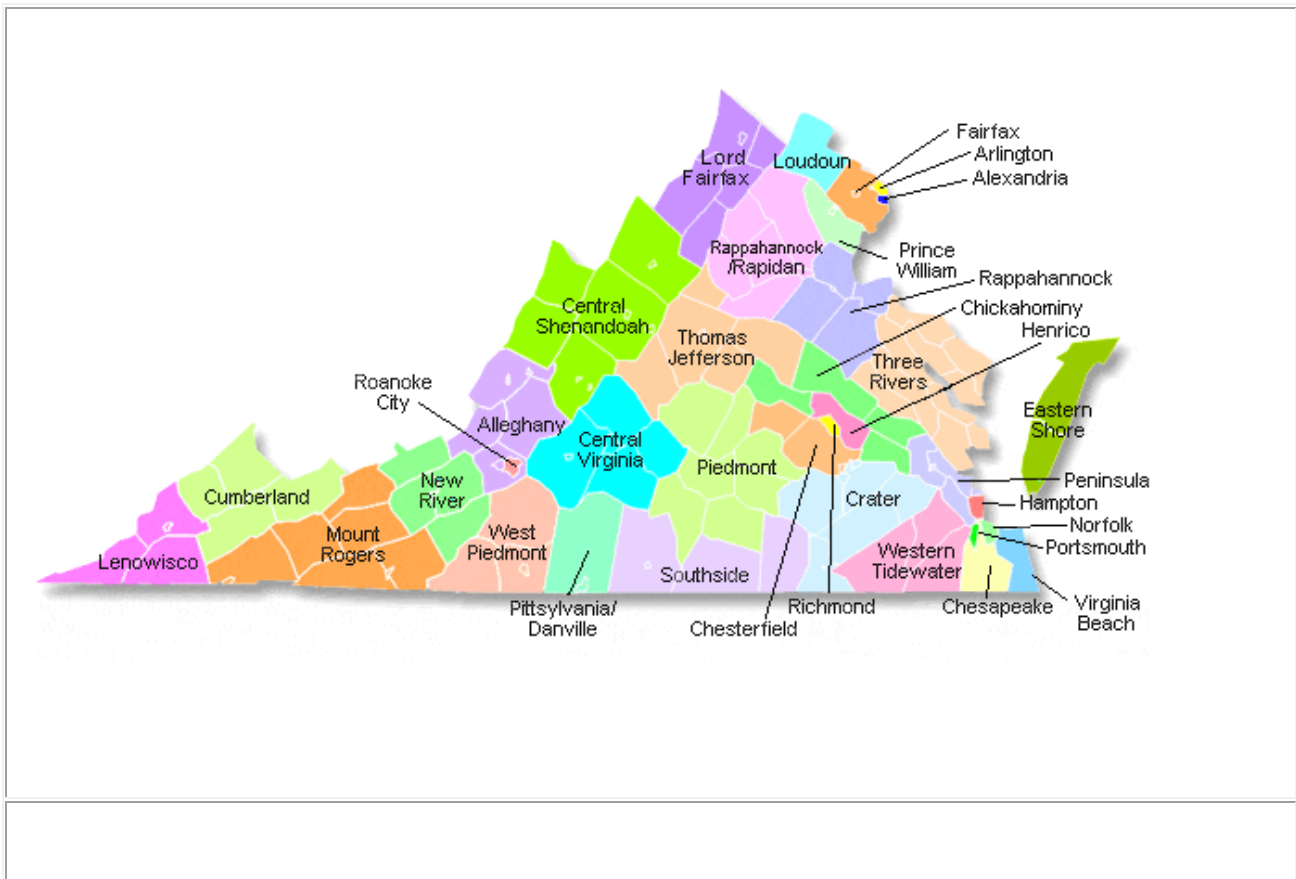 Fairfax
Arlington
Alexandria
Lord
Fairfax
Loudoun
Rappahannock
/Rapidan
Prince
William
Rappahannock
Chickahominy
Henrico
Central
Shenandoah
Thomas
Jefferson
Three
Rivers
Roanoke
City
Alleghany
Eastern
Shore
Central
Virginia
Piedmont
Peninsula
Cumberland
New
River
Crater
Hampton
Norfolk
Portsmouth
Mount
Rogers
West
Piedmont
Lenowisco
Western
Tidewater
Southside
Pittsylvania/
Danville
Chesterfield
Richmond
Chesapeake
Virginia
Beach